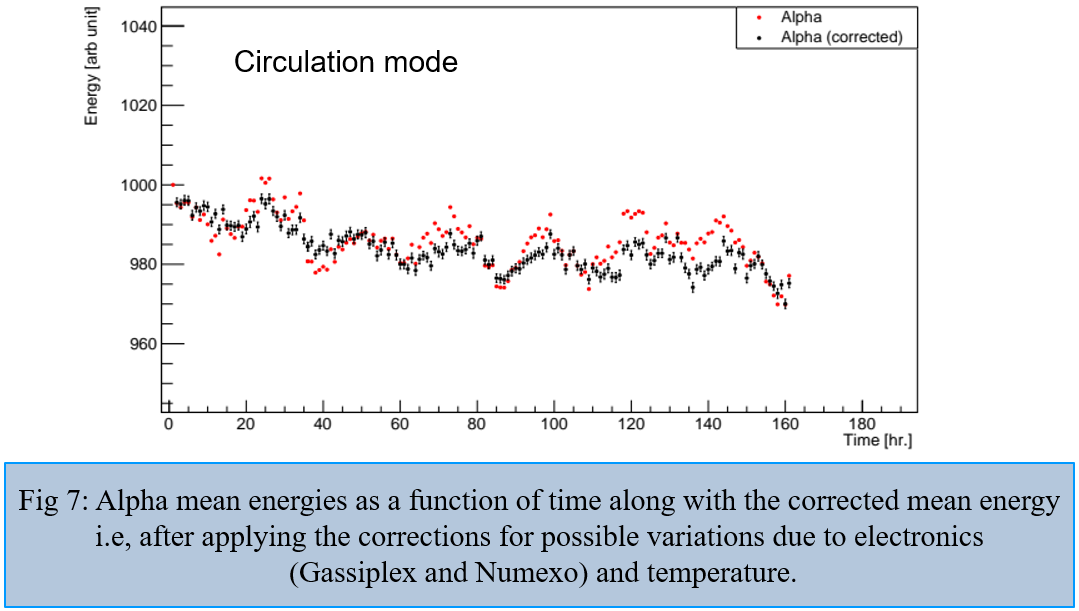 Energy [arb unit]
1040
1020
1000
980
960
Circulation mode
Alpha
Alpha (corrected)
0 20 40 60 80 100 120 140 160 180
Time [hr.]
Fig 7: Alpha mean energies as a function of time along with the corrected mean energy
i.e, after applying the corrections for possible variations due to electronics
(Gassiplex and Numexo) and temperature.